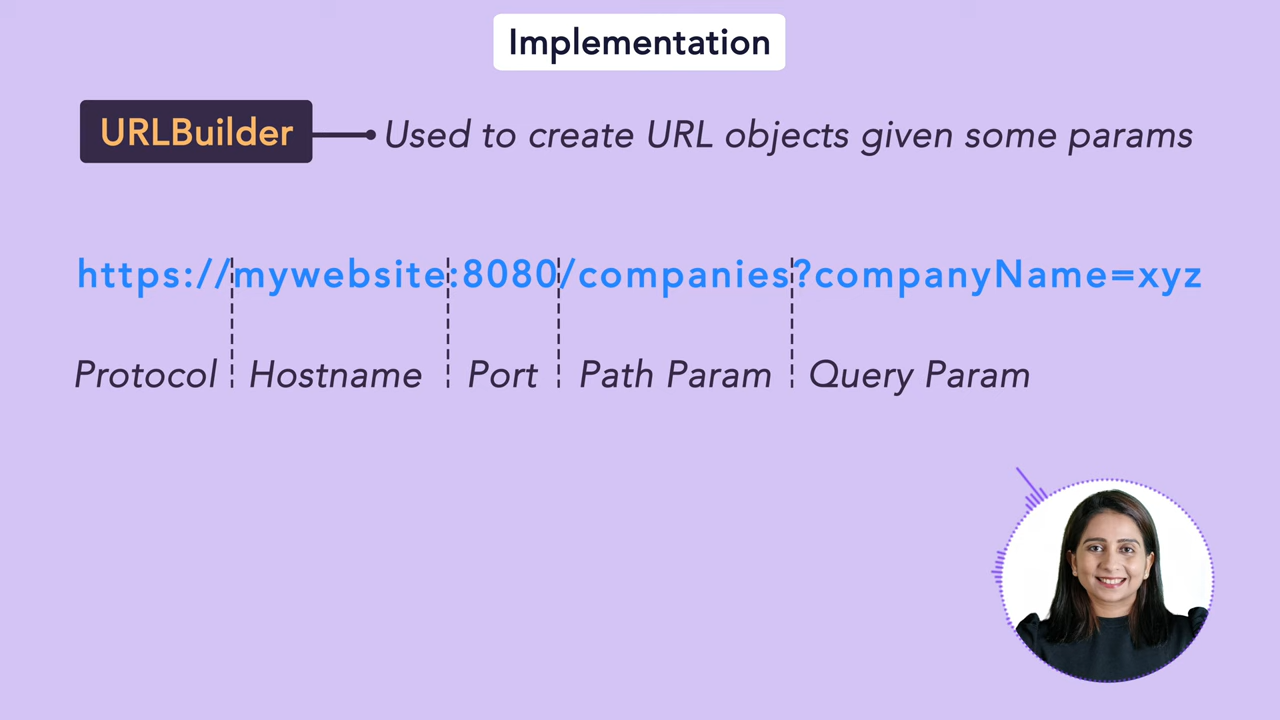 Implementation
URLBuilder
Used to create URL objects given some params
https://mywebsite:8080/companies?companyName=xyz
Protocol
Hostname
Port
Path Param
Query Param